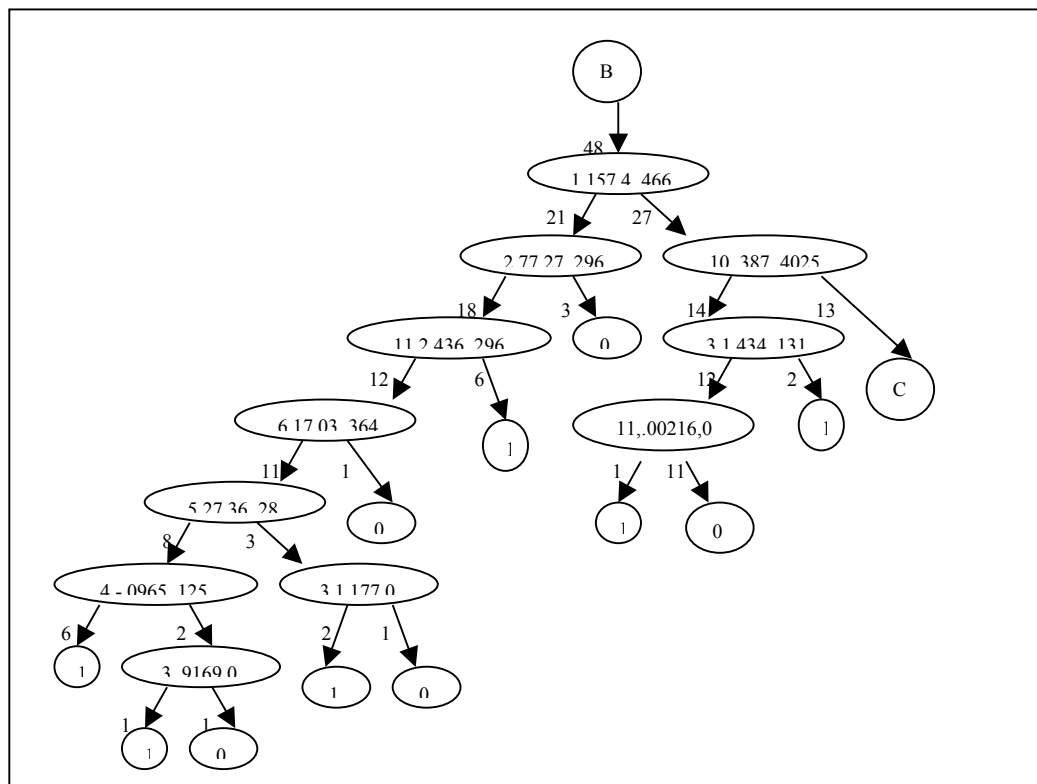 B
48
1,157.4,.466
21 27
2,77.27,.296 10,.387,.4025
18 3 14 13
11,2.436,.296 0 3,1.434,.131
12 6 12 2 C
6,17.03,.364 1 11,.00216,0 1
11 1 1 11
5,27.36,.28 0 1 0
8 3
4,-.0965,.125 3,1.177,0
6 2 2 1
1 3,.9169,0 1 0
1 1
1 0